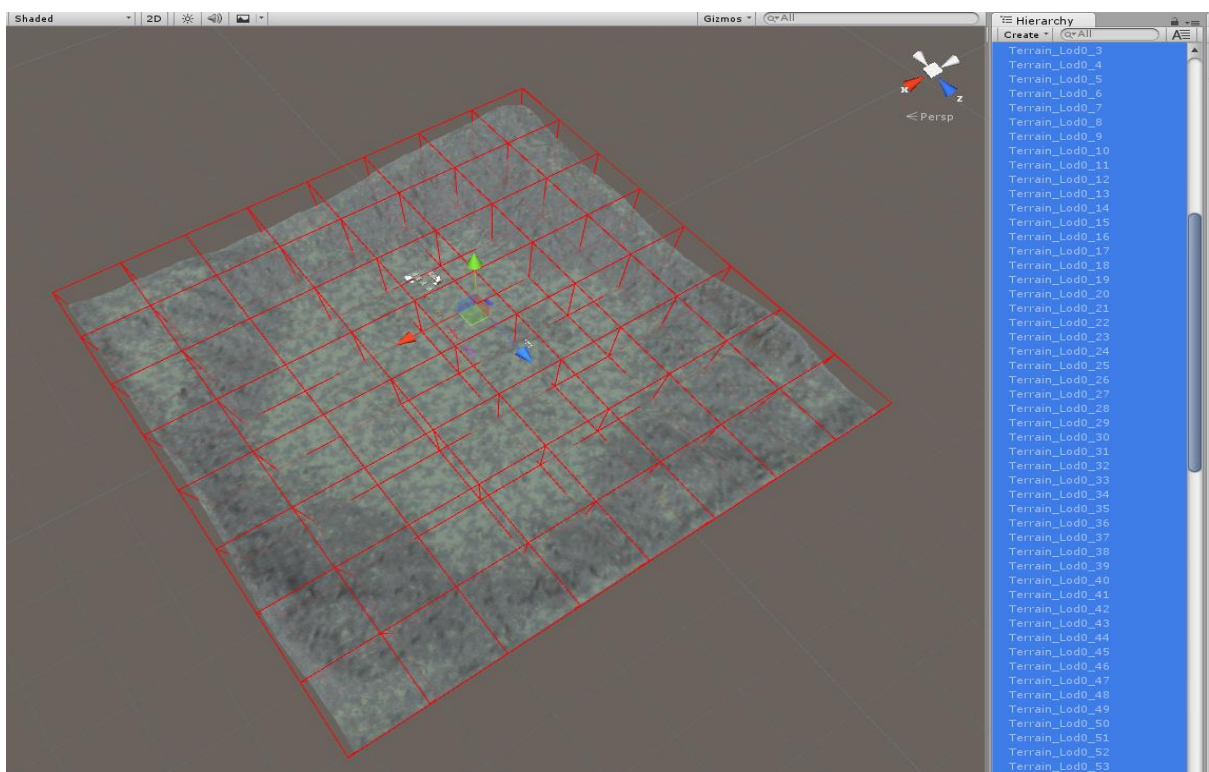 Shaded 2D Gizmos All
Hierarchy
Create All
x
z
Persp
Terrain_Lod0_3
Terrain_Lod0_4
Terrain_Lod0_5
Terrain_Lod0_6
Terrain_Lod0_7
Terrain_Lod0_8
Terrain_Lod0_9
Terrain_Lod0_10
Terrain_Lod0_11
Terrain_Lod0_12
Terrain_Lod0_13
Terrain_Lod0_14
Terrain_Lod0_15
Terrain_Lod0_16
Terrain_Lod0_17
Terrain_Lod0_18
Terrain_Lod0_19
Terrain_Lod0_20
Terrain_Lod0_21
Terrain_Lod0_22
Terrain_Lod0_23
Terrain_Lod0_24
Terrain_Lod0_25
Terrain_Lod0_26
Terrain_Lod0_27
Terrain_Lod0_28
Terrain_Lod0_29
Terrain_Lod0_30
Terrain_Lod0_31
Terrain_Lod0_32
Terrain_Lod0_33
Terrain_Lod0_34
Terrain_Lod0_35
Terrain_Lod0_36
Terrain_Lod0_37
Terrain_Lod0_38
Terrain_Lod0_39
Terrain_Lod0_40
Terrain_Lod0_41
Terrain_Lod0_42
Terrain_Lod0_43
Terrain_Lod0_44
Terrain_Lod0_45
Terrain_Lod0_46
Terrain_Lod0_47
Terrain_Lod0_48
Terrain_Lod0_49
Terrain_Lod0_50
Terrain_Lod0_51
Terrain_Lod0_52
Terrain_Lod0_53